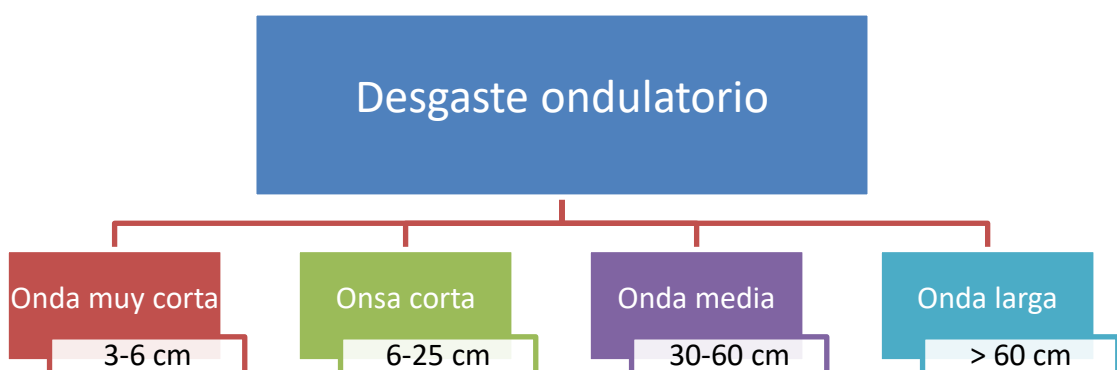 Desgaste ondulatorio
Onda muy corta
3-6 cm
Onsa corta
6-25 cm
Onda media
30-60 cm
Onda larga
> 60 cm